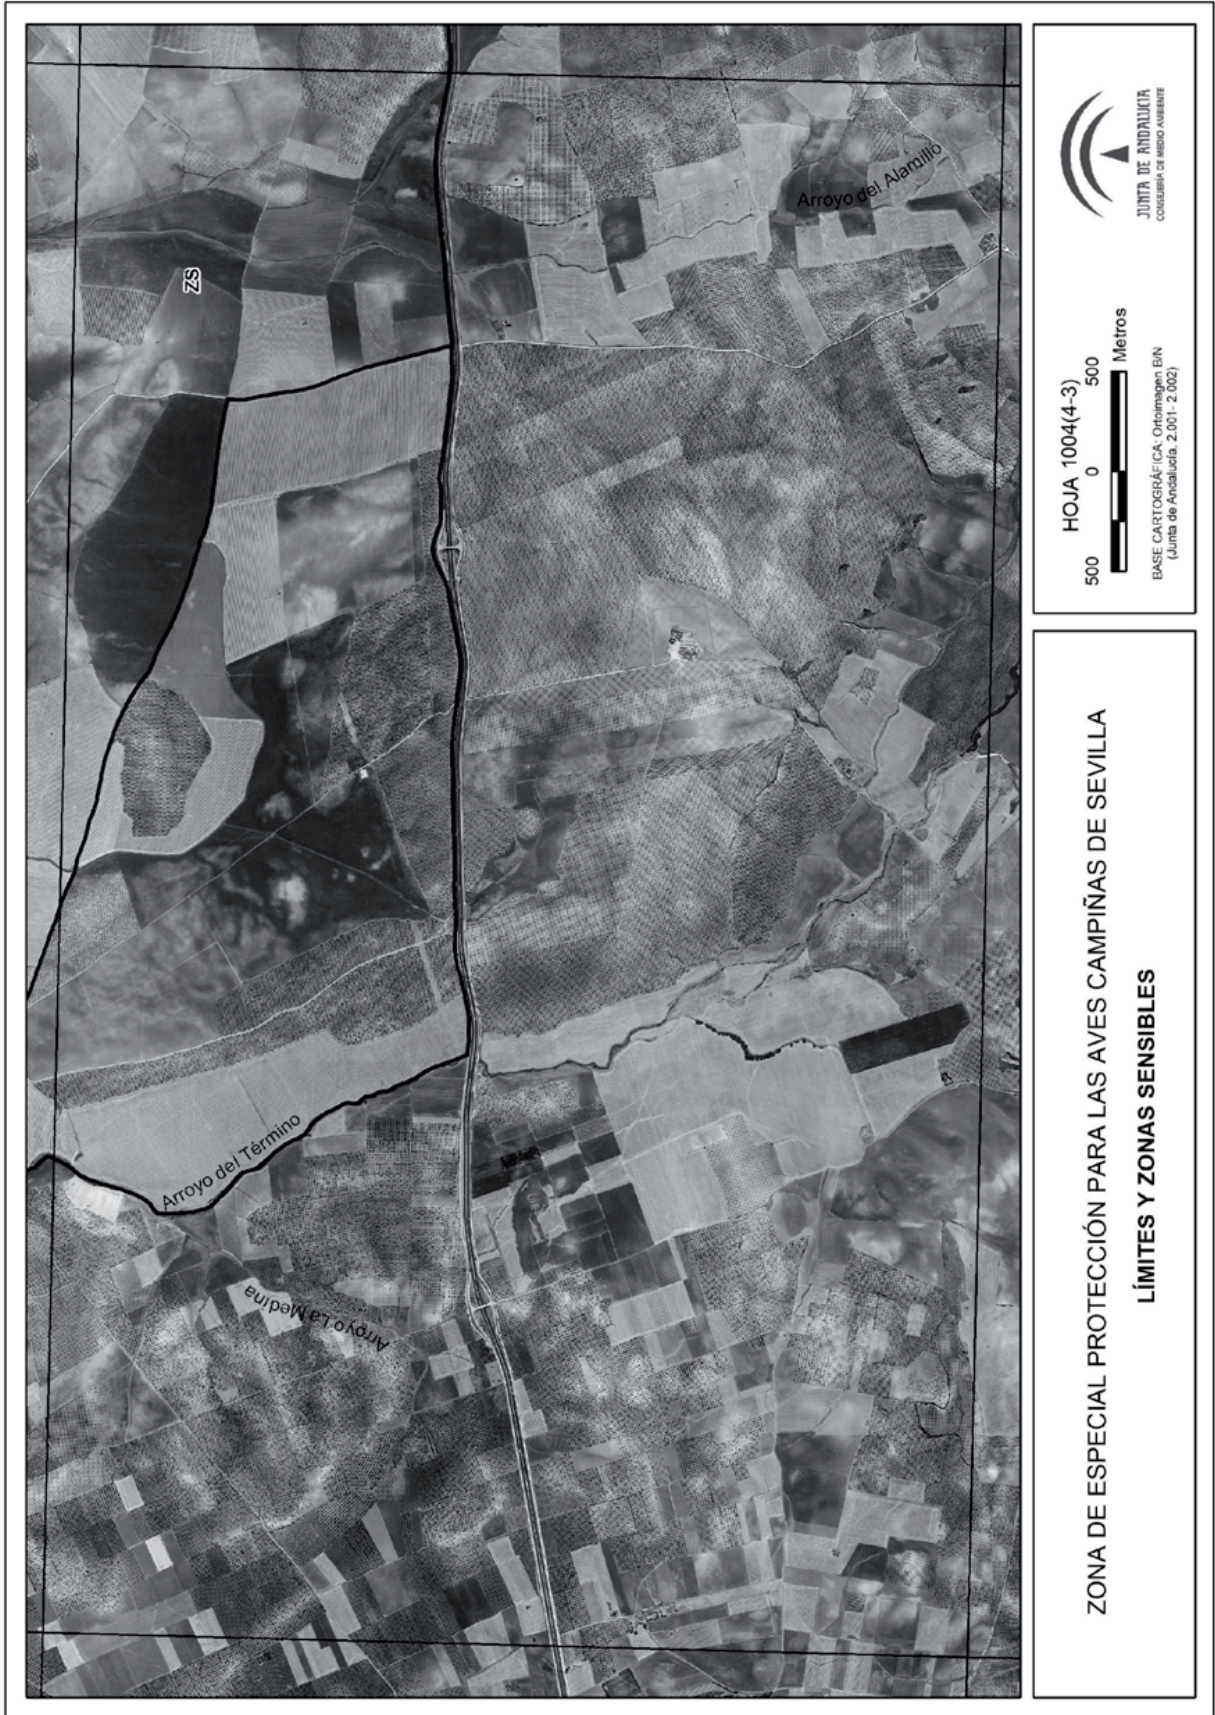 ZS
Arroyo del Alamillo
Arroyo del Término
Arroyo La Medina
ZONA DE ESPECIAL PROTECCIÓN PARA LAS AVES CAMPIÑAS DE SEVILLA
LÍMITES Y ZONAS SENSIBLES
HOJA 1004(4-3)
500 0 500
Metros
BASE CARTOGRÁFICA: Ortoimagen B/N
(Junta de Andalucía, 2.001- 2.002)
JUNTA DE ANDALUCIA
CONSEJERÍA DE MEDIO AMBIENTE